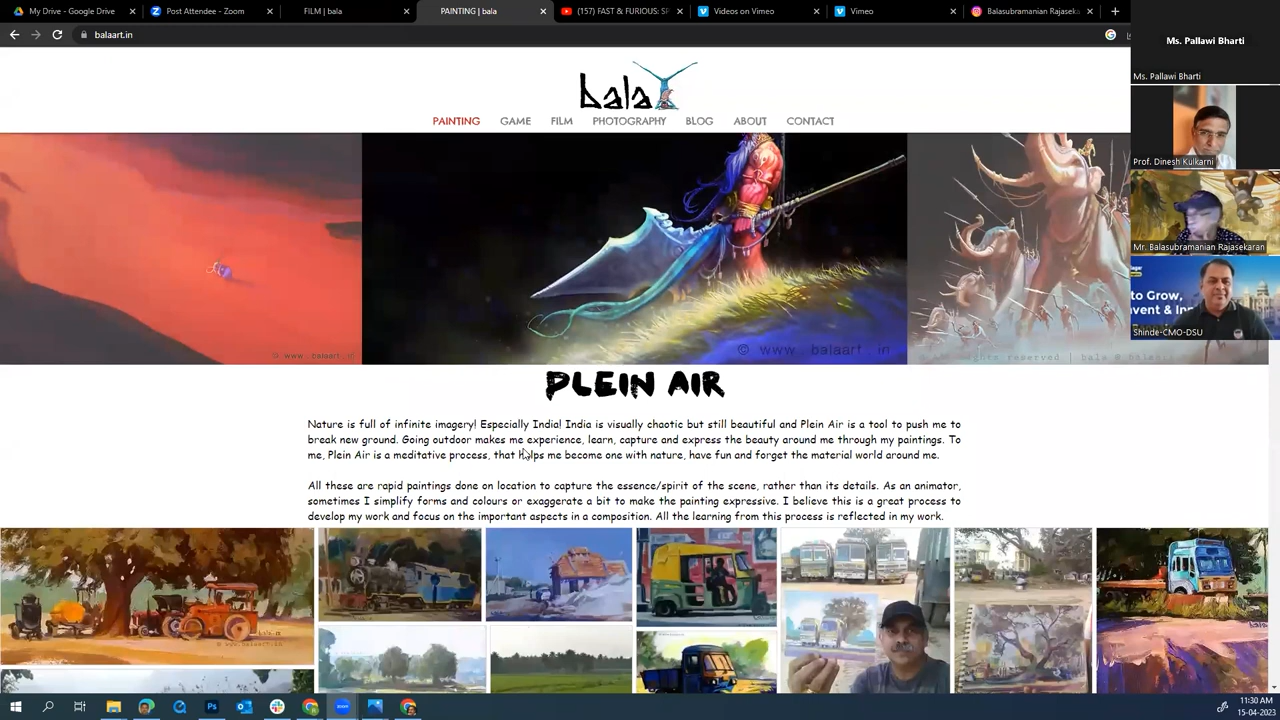 My Drive - Google Drive
Post Attendee - Zoom
FILM | bala
PAINTING | bala
(157) FAST & FURIOUS: SP
Videos on Vimeo
Vimeo
Balasubramanian Rajaseka
balaart.in
bala
PAINTING GAME FILM PHOTOGRAPHY BLOG ABOUT CONTACT
© www balaart in
© www balaart in
PLEIN AIR
Nature is full of infinite imagery! Especially India! India is visually chaotic but still beautiful and Plein Air is a tool to push me to
break new ground. Going outdoor makes me experience, learn, capture and express the beauty around me through my paintings. To
me, Plein Air is a meditative process, that helps me become one with nature, have fun and forget the material world around me.
All these are rapid paintings done on location to capture the essence/spirit of the scene, rather than its details. As an animator,
sometimes I simplify forms and colours or exaggerate a bit to make the painting expressive. I believe this is a great process to
develop my work and focus on the important aspects in a composition. All the learning from this process is reflected in my work.
Ms. Pallawi Bharti
Ms. Pallawi Bharti
Prof. Dinesh Kulkarni
Mr. Balasubramanian Rajasekaran
to Grow,
Shinde-CMO-DSU
11:30 AM
15-04-2023